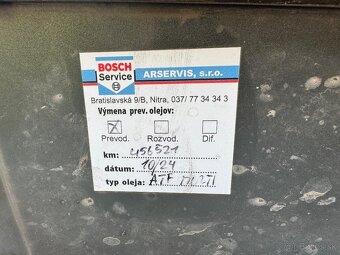 BOSCH
Service
ARSERVIS, s.r.o.
Bratislavská 9/B, Nitra, 037/ 77 34 34 3
Výmena prev. olejov:
Prevod. Rozvod. Dif.
km: 456521
dátum: 10/24
typ oleja: ATF